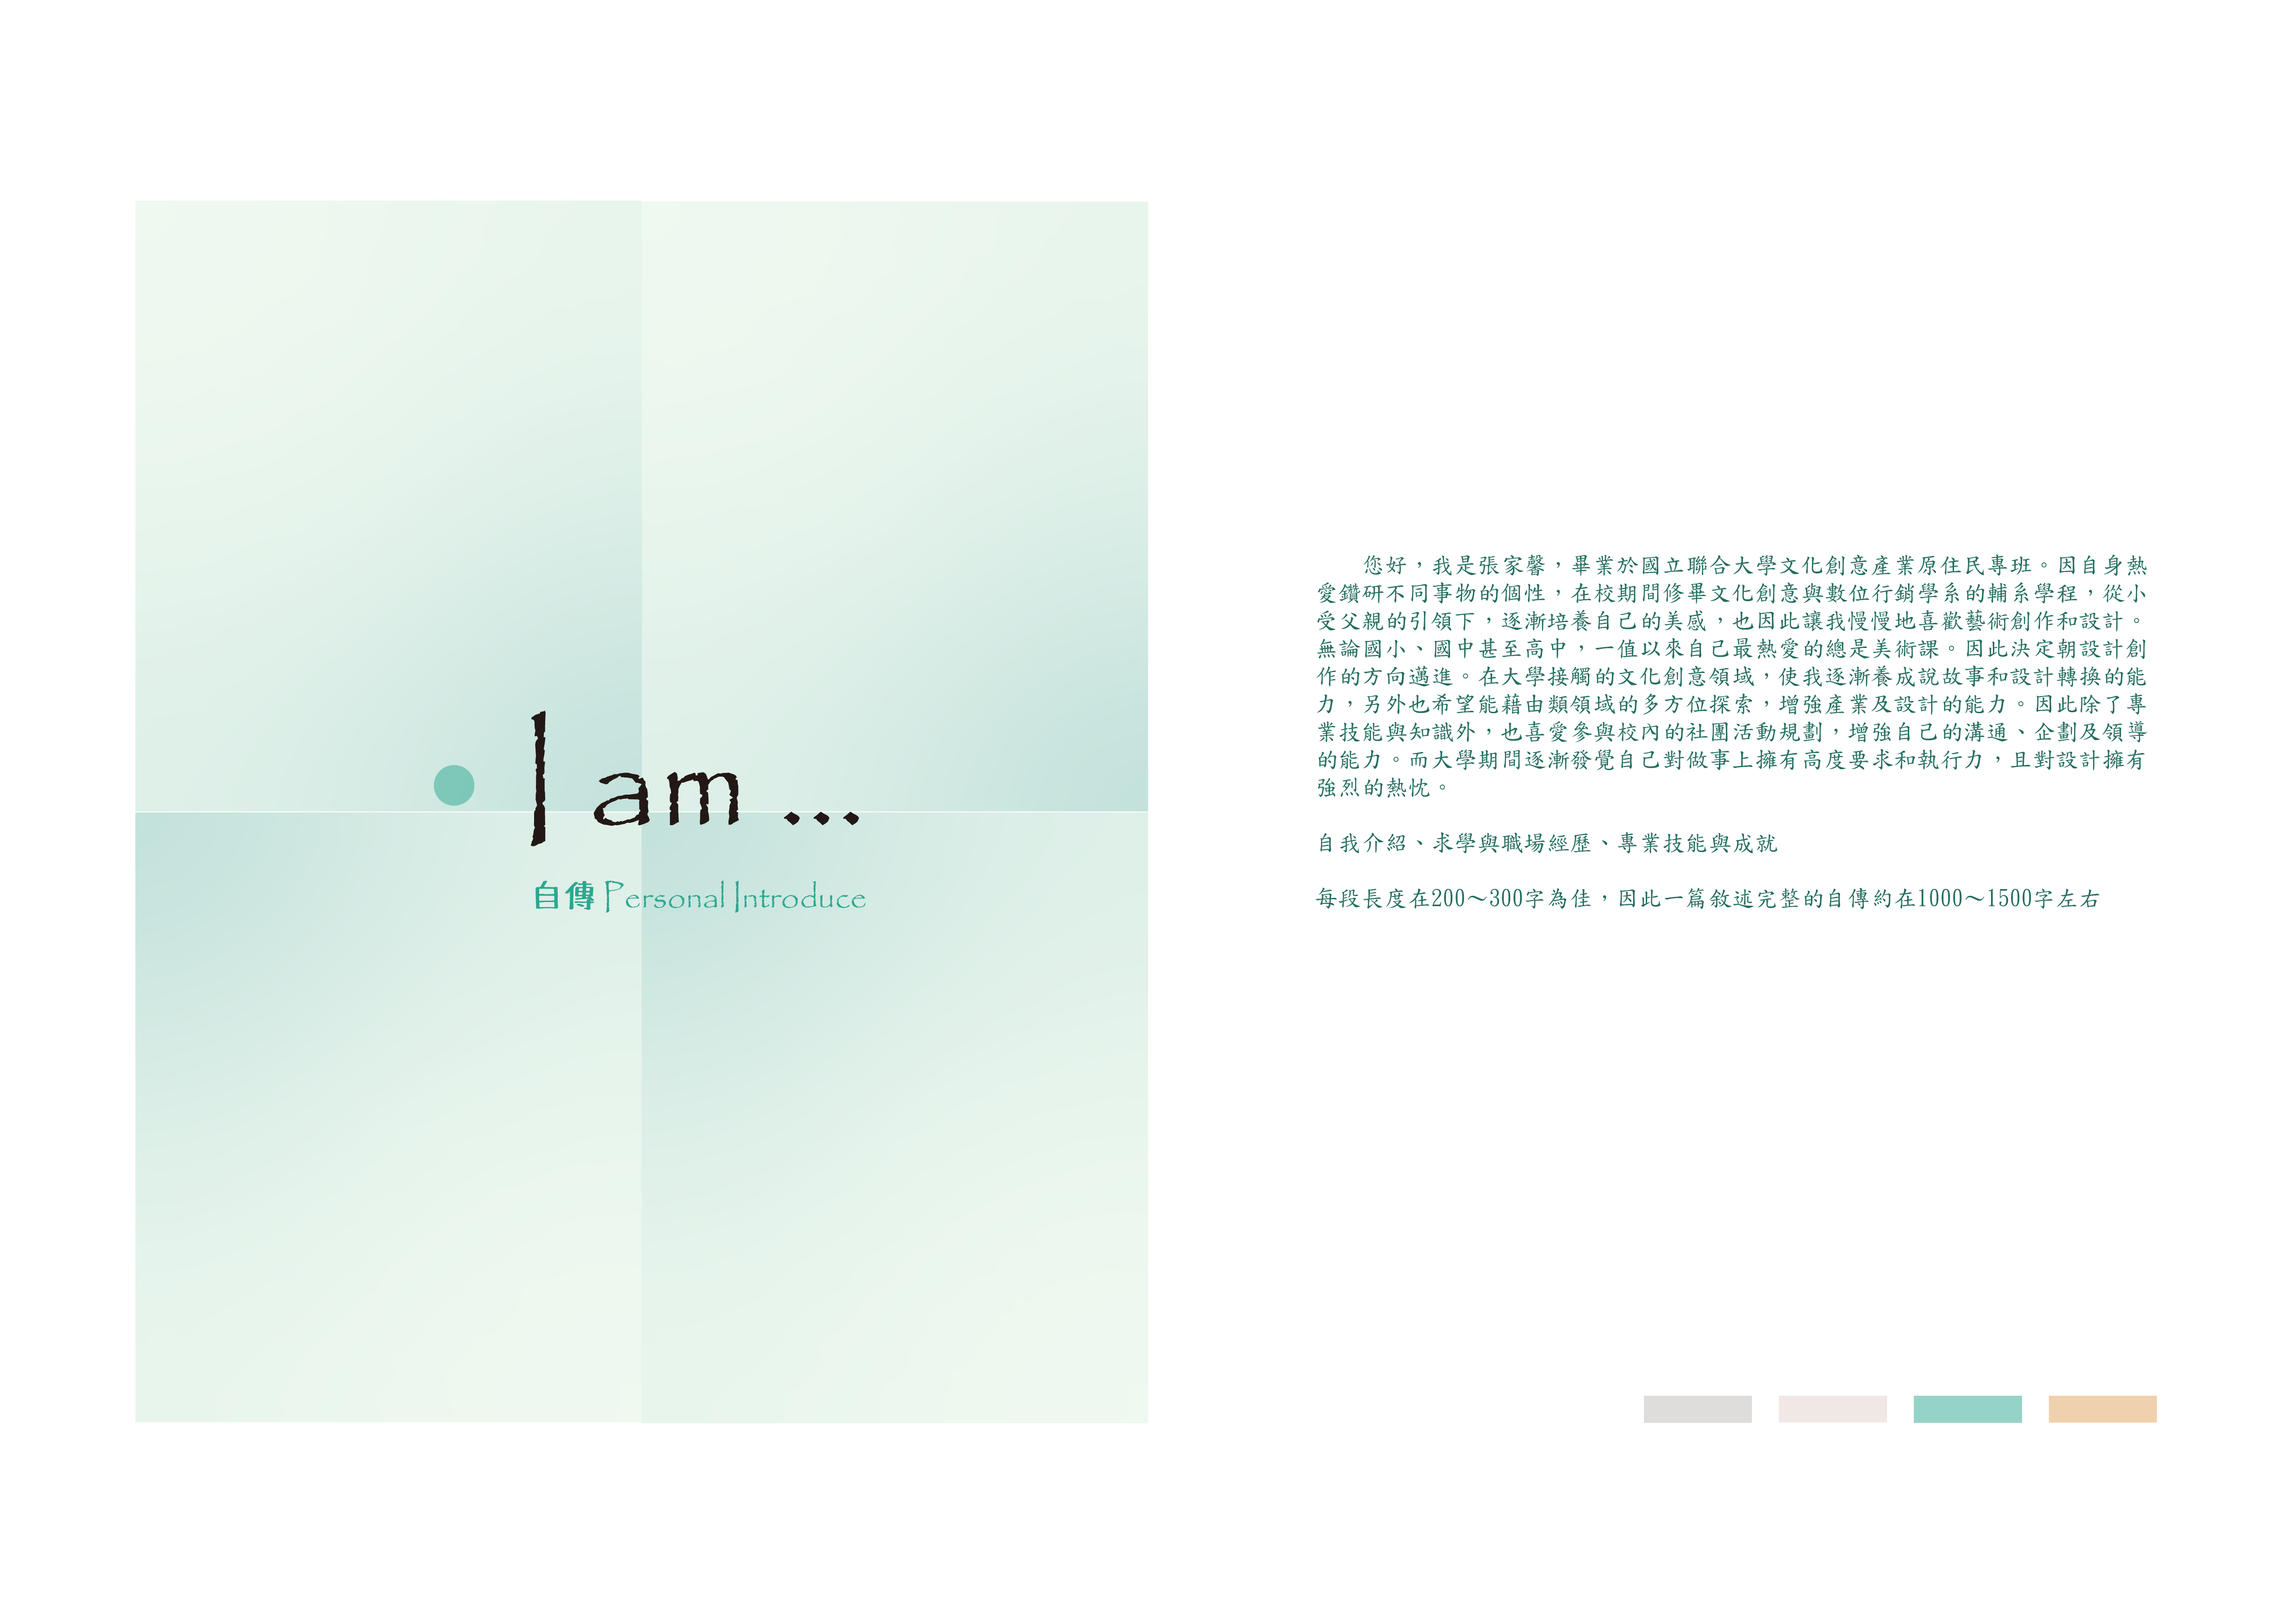 I am ...
自傳 Personal Introduce
您好，我是張家馨，畢業於國立聯合大學文化創意產業原住民專班。因自身熱
愛鑽研不同事物的個性，在校期間修畢文化創意與數位行銷學系的輔系學程，從小
受父親的引領下，逐漸培養自己的美感，也因此讓我慢慢地喜歡藝術創作和設計。
無論國小、國中甚至高中，一值以來自己最熱愛的總是美術課。因此決定朝設計創
作的方向邁進。在大學接觸的文化創意領域，使我逐漸養成說故事和設計轉換的能
力，另外也希望能藉由類領域的多方位探索，增強產業及設計的能力。因此除了專
業技能與知識外，也喜愛參與校內的社團活動規劃，增強自己的溝通、企劃及領導
的能力。而大學期間逐漸發覺自己對做事上擁有高度要求和執行力，且對設計擁有
強烈的熱忱。
自我介紹、求學與職場經歷、專業技能與成就
每段長度在200～300字為佳，因此一篇敘述完整的自傳約在1000～1500字左右